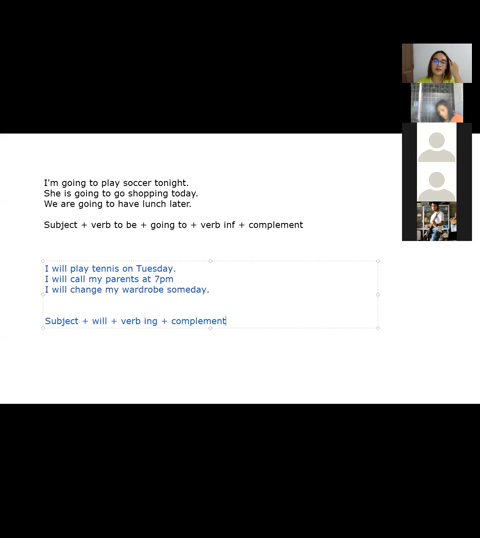 I'm going to play soccer tonight.
She is going to go shopping today.
We are going to have lunch later.
Subject + verb to be + going to + verb inf + complement
I will play tennis on Tuesday.
I will call my parents at 7pm
I will change my wardrobe someday.
Subject + will + verb ing + complement